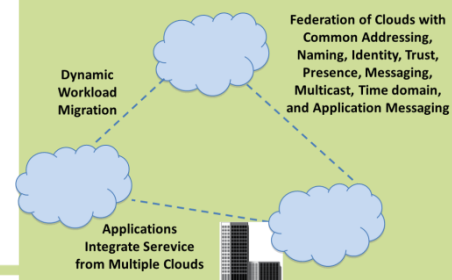 Federation of Clouds with
Common Addressing,
Naming, Identity, Trust,
Presence, Messaging,
Multicast, Time domain,
and Application Messaging
Dynamic
Workload
Migration
Applications
Integrate Serevice
from Multiple Clouds